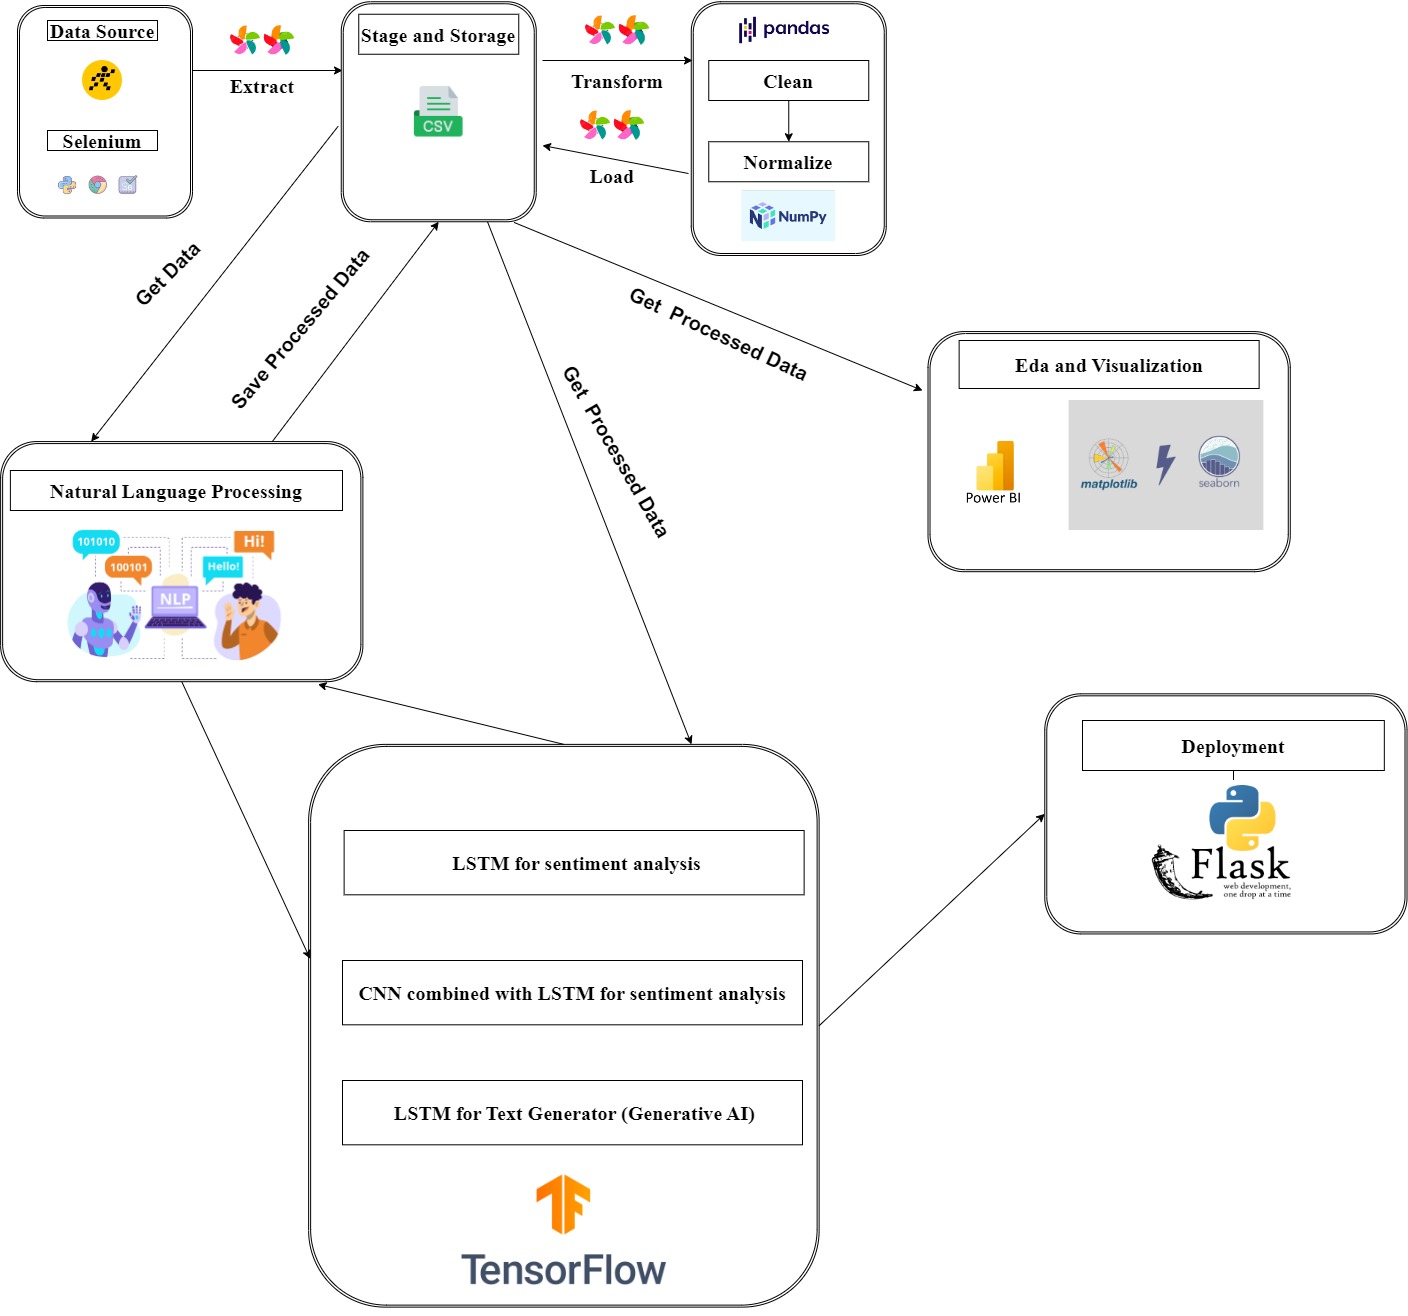 Data Source
Selenium
Extract
Stage and Storage
CSV
Transform
Load
pandas
Clean
Normalize
NumPy
Get Data
Save Processed Data
Get Processed Data
Get Processed Data
Eda and Visualization
Power BI
matplotlib
seaborn
Natural Language Processing
101010
Hi!
100101
Hello!
NLP
Deployment
Flask
web development,
one drop at a time
LSTM for sentiment analysis
CNN combined with LSTM for sentiment analysis
LSTM for Text Generator (Generative AI)
TensorFlow